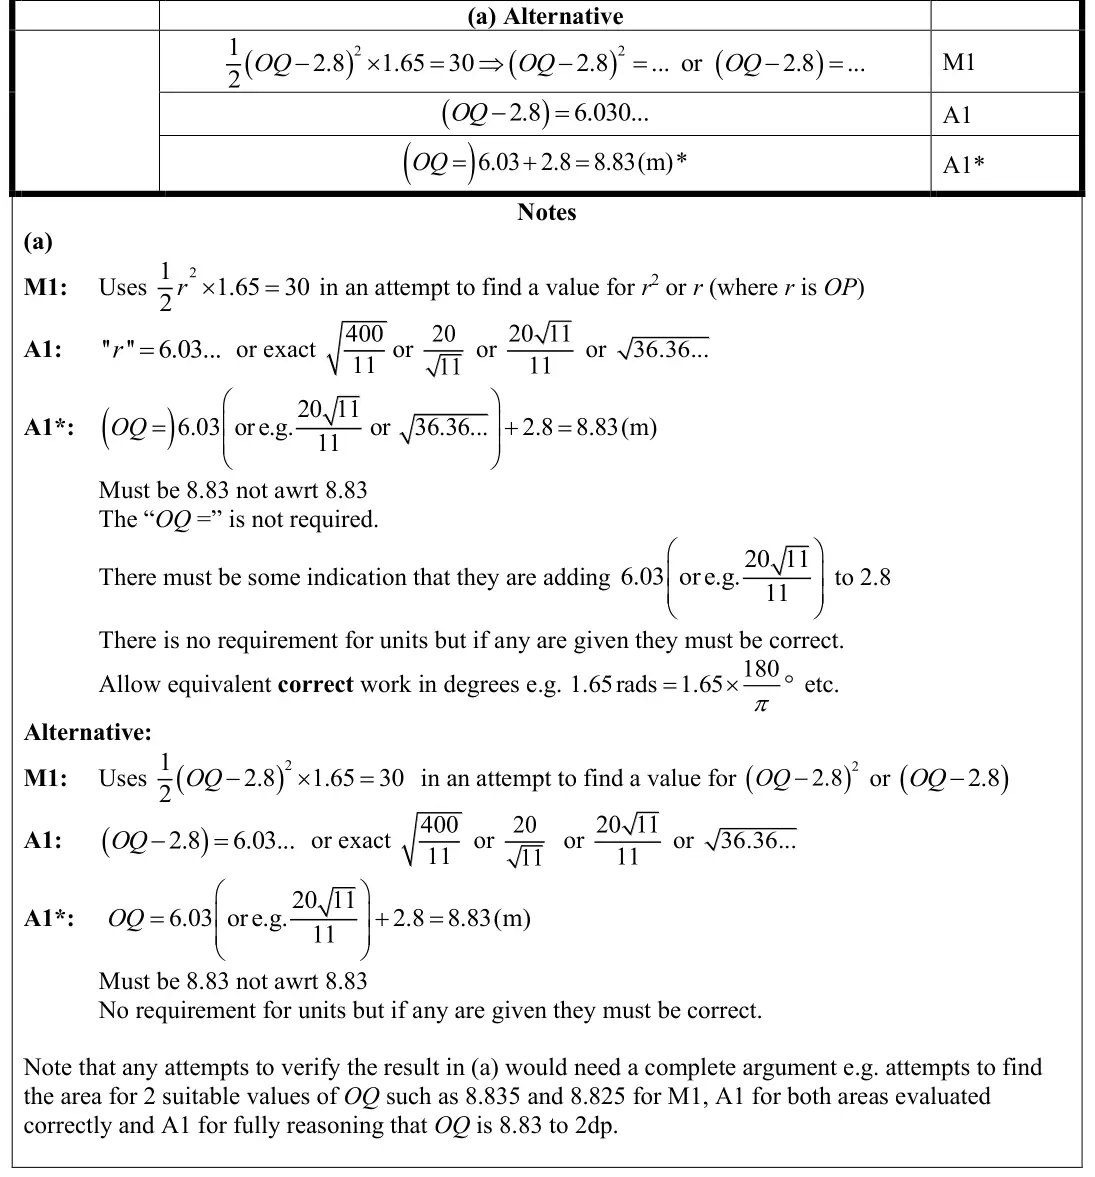 (a) Alternative
1/2(OQ − 2.8)² × 1.65 = 30 ⇒ (OQ − 2.8)² = ... or (OQ − 2.8) = ... M1
(OQ − 2.8) = 6.030... A1
(OQ =) 6.03 + 2.8 = 8.83(m)* A1*
Notes
(a)
M1: Uses 1/2 r² × 1.65 = 30 in an attempt to find a value for r² or r (where r is OP)
A1: "r" = 6.03... or exact √(400/11) or 20/√11 or 20√11/11 or √36.36...
A1*: (OQ =) 6.03 (or e.g. 20√11/11 or √36.36...) + 2.8 = 8.83(m)
Must be 8.83 not awrt 8.83
The “OQ =” is not required.
There must be some indication that they are adding 6.03 (or e.g. 20√11/11) to 2.8
There is no requirement for units but if any are given they must be correct.
Allow equivalent correct work in degrees e.g. 1.65 rads = 1.65 × 180/π ° etc.
Alternative:
M1: Uses 1/2(OQ − 2.8)² × 1.65 = 30 in an attempt to find a value for (OQ − 2.8)² or (OQ − 2.8)
A1: (OQ − 2.8) = 6.03... or exact √(400/11) or 20/√11 or 20√11/11 or √36.36...
A1*: OQ = 6.03 (or e.g. 20√11/11) + 2.8 = 8.83(m)
Must be 8.83 not awrt 8.83
No requirement for units but if any are given they must be correct.
Note that any attempts to verify the result in (a) would need a complete argument e.g. attempts to find
the area for 2 suitable values of OQ such as 8.835 and 8.825 for M1, A1 for both areas evaluated
correctly and A1 for fully reasoning that OQ is 8.83 to 2dp.